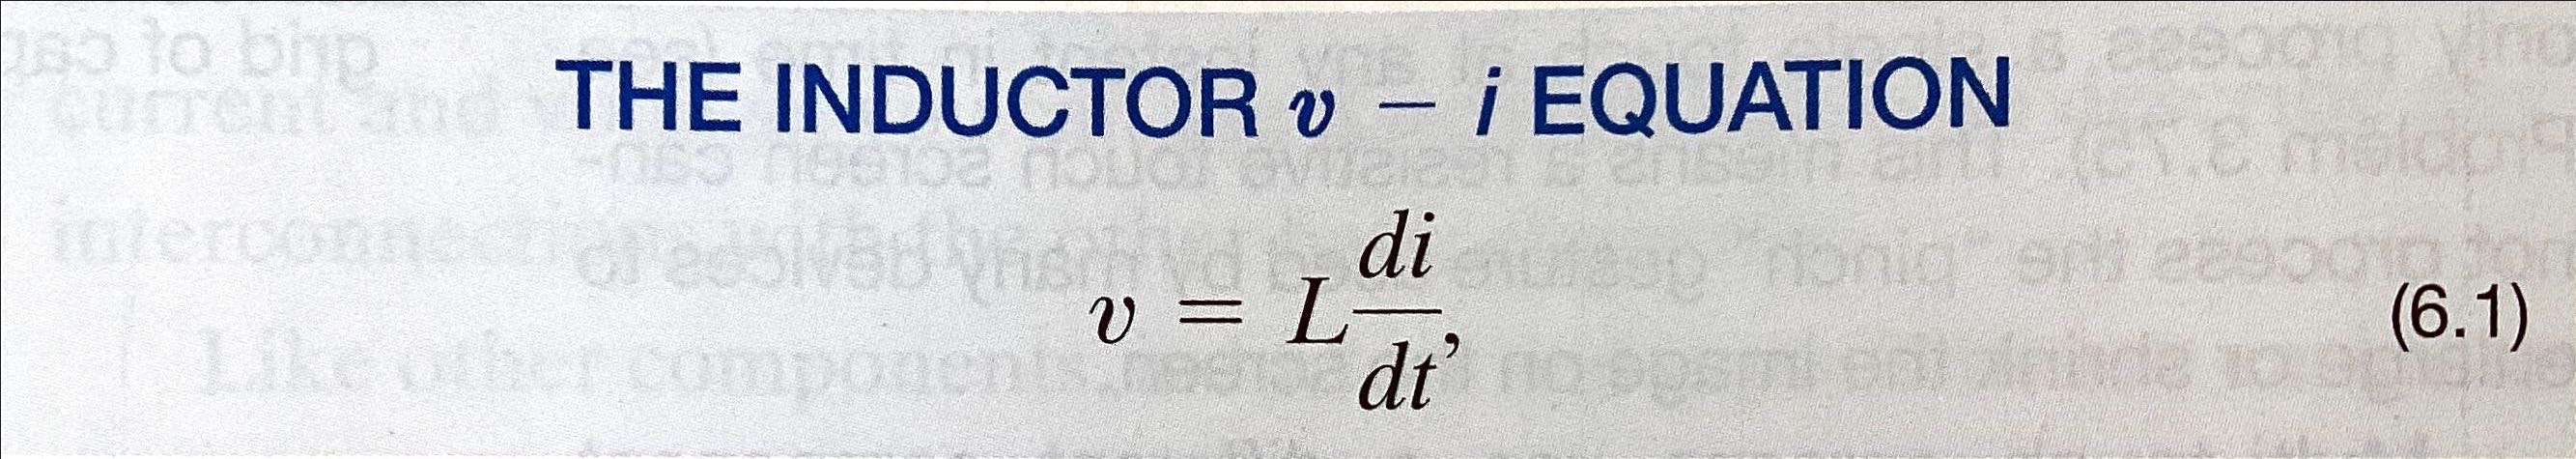 THE INDUCTOR v − i EQUATION
v = L di/dt, (6.1)